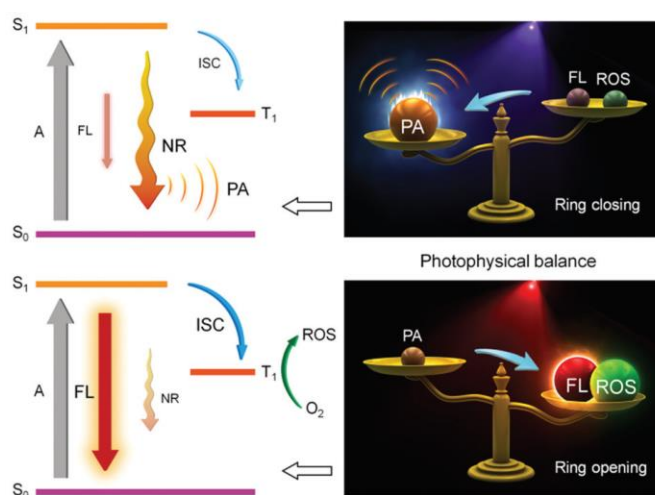 S₁
ISC
A
FL
T₁
NR
PA
S₀
PA
FL ROS
Ring closing
Photophysical balance
S₁
ISC
ROS
A
FL
NR
T₁
O₂
S₀
PA
FL ROS
Ring opening